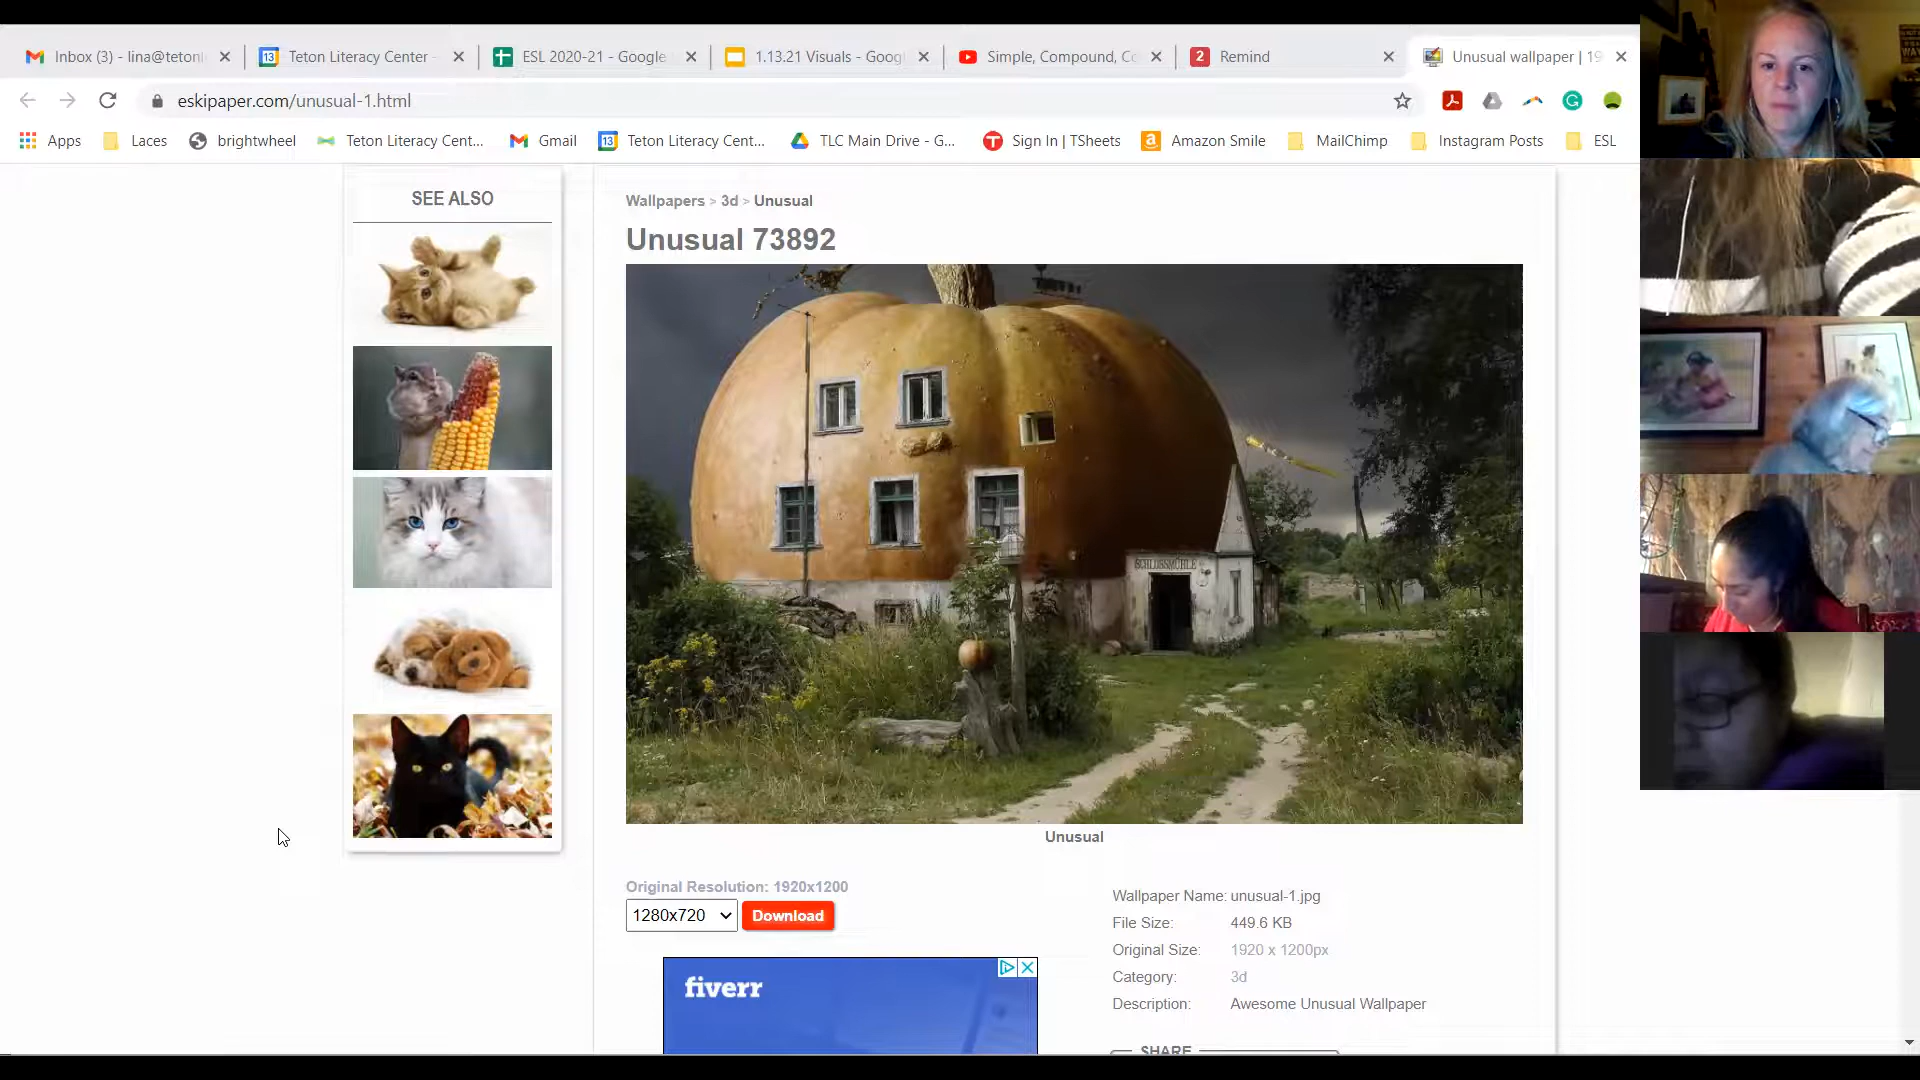 Inbox (3) - lina@tetonl
Teton Literacy Center -
ESL 2020-21 - Google
1.13.21 Visuals - Googl
Simple, Compound, Co
2 Remind
Unusual wallpaper | 19
eskipaper.com/unusual-1.html
Apps
Laces
brightwheel
Teton Literacy Cent...
Gmail
13 Teton Literacy Cent...
TLC Main Drive - G...
Sign In | TSheets
Amazon Smile
MailChimp
Instagram Posts
ESL
SEE ALSO
Wallpapers > 3d > Unusual
Unusual 73892
SCHLOSSMÜHLE
Unusual
Original Resolution: 1920x1200
1280x720
Download
Wallpaper Name: unusual-1.jpg
File Size: 449.6 KB
Original Size: 1920 x 1200px
Category: 3d
Description: Awesome Unusual Wallpaper
fiverr
SHARE